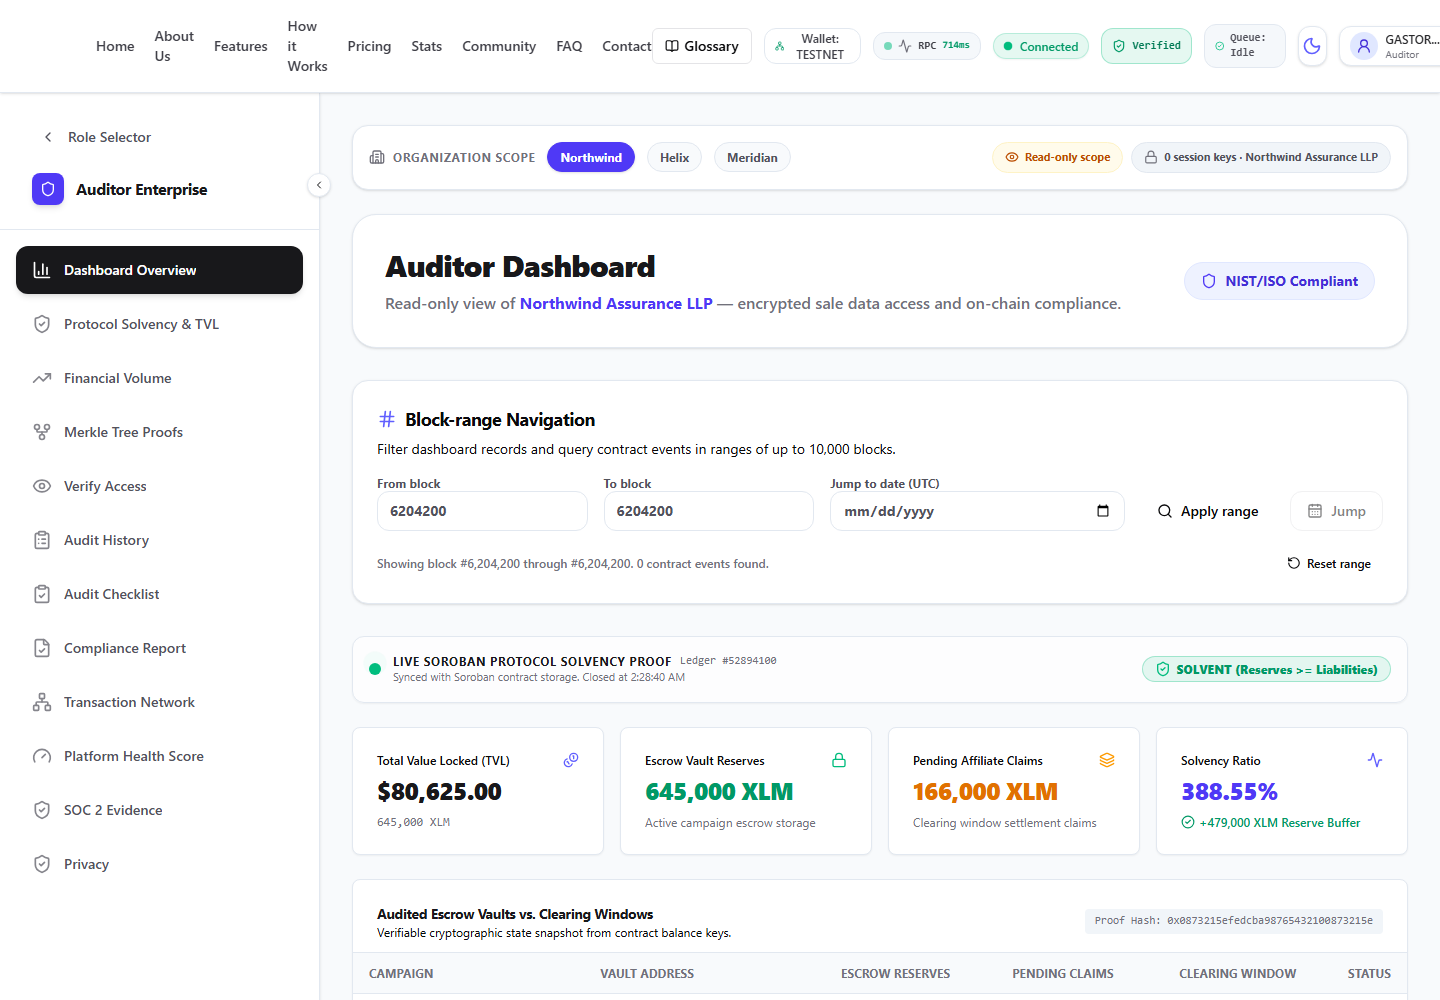 Home
About Us
Features
How it Works
Pricing
Stats
Community
FAQ
Contact
Glossary
Wallet: TESTNET
RPC 714ms
Connected
Verified
Queue: Idle
GASTOR...
Auditor
Role Selector
Auditor Enterprise
Dashboard Overview
Protocol Solvency & TVL
Financial Volume
Merkle Tree Proofs
Verify Access
Audit History
Audit Checklist
Compliance Report
Transaction Network
Platform Health Score
SOC 2 Evidence
Privacy
ORGANIZATION SCOPE
Northwind
Helix
Meridian
Read-only scope
0 session keys · Northwind Assurance LLP
Auditor Dashboard
Read-only view of Northwind Assurance LLP — encrypted sale data access and on-chain compliance.
NIST/ISO Compliant
Block-range Navigation
Filter dashboard records and query contract events in ranges of up to 10,000 blocks.
From block
6204200
To block
6204200
Jump to date (UTC)
mm/dd/yyyy
Apply range
Jump
Showing block #6,204,200 through #6,204,200. 0 contract events found.
Reset range
LIVE SOROBAN PROTOCOL SOLVENCY PROOF Ledger #52894100
Synced with Soroban contract storage. Closed at 2:28:40 AM
SOLVENT (Reserves >= Liabilities)
Total Value Locked (TVL)
$80,625.00
645,000 XLM
Escrow Vault Reserves
645,000 XLM
Active campaign escrow storage
Pending Affiliate Claims
166,000 XLM
Clearing window settlement claims
Solvency Ratio
388.55%
+479,000 XLM Reserve Buffer
Audited Escrow Vaults vs. Clearing Windows
Verifiable cryptographic state snapshot from contract balance keys.
Proof Hash: 0x0873215efedcba98765432100873215e
CAMPAIGN VAULT ADDRESS ESCROW RESERVES PENDING CLAIMS CLEARING WINDOW STATUS